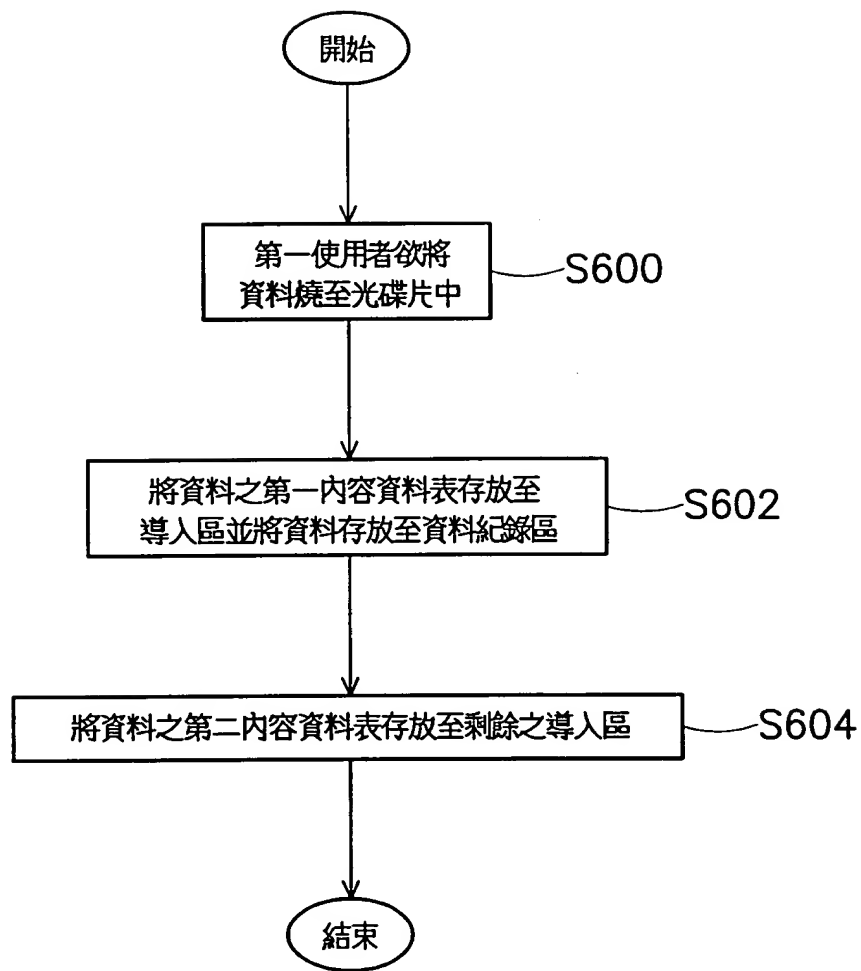 開始
第一使用者欲將
資料燒至光碟片中
S600
將資料之第一內容資料表存放至
導入區並將資料存放至資料紀錄區
S602
將資料之第二內容資料表存放至剩餘之導入區
S604
結束